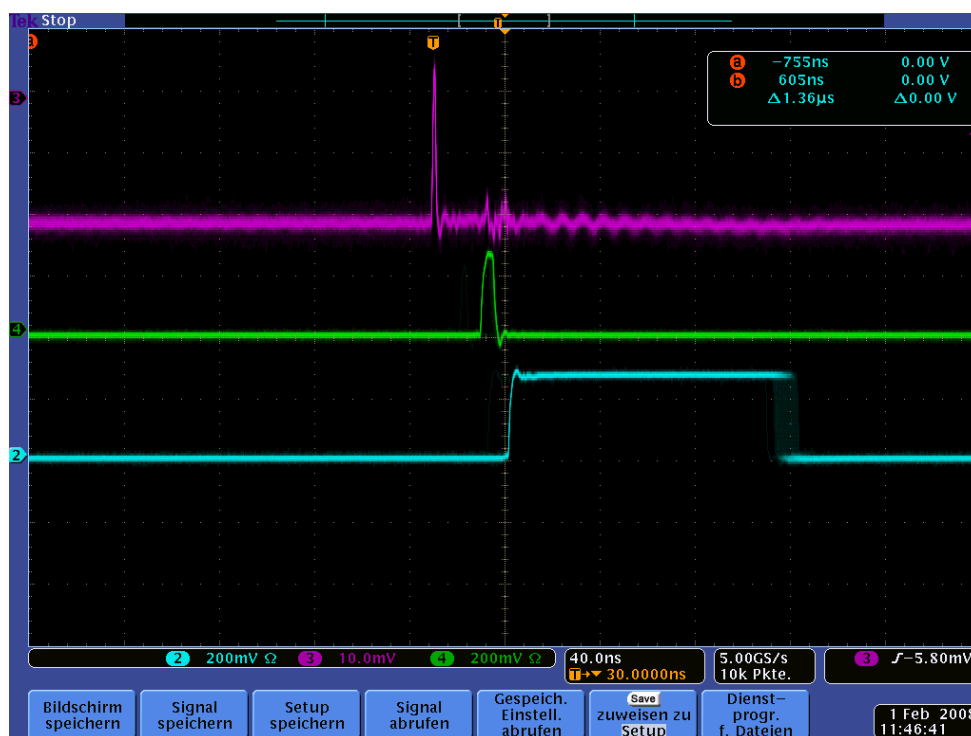 Tek Stop
T
a
T
a −755ns 0.00 V
b 605ns 0.00 V
Δ1.36μs Δ0.00 V
3
4
2
2 200mV Ω 3 10.0mV 4 200mV Ω
40.0ns
T→▼ 30.0000ns
5.00GS/s
10k Pkte.
3 ∫−5.80mV
Bildschirm
speichern
Signal
speichern
Setup
speichern
Signal
abrufen
Gespeich.
Einstell.
abrufen
Save
zuweisen zu
Setup
Dienst−
progr.
f. Dateien
1 Feb 2008
11:46:41